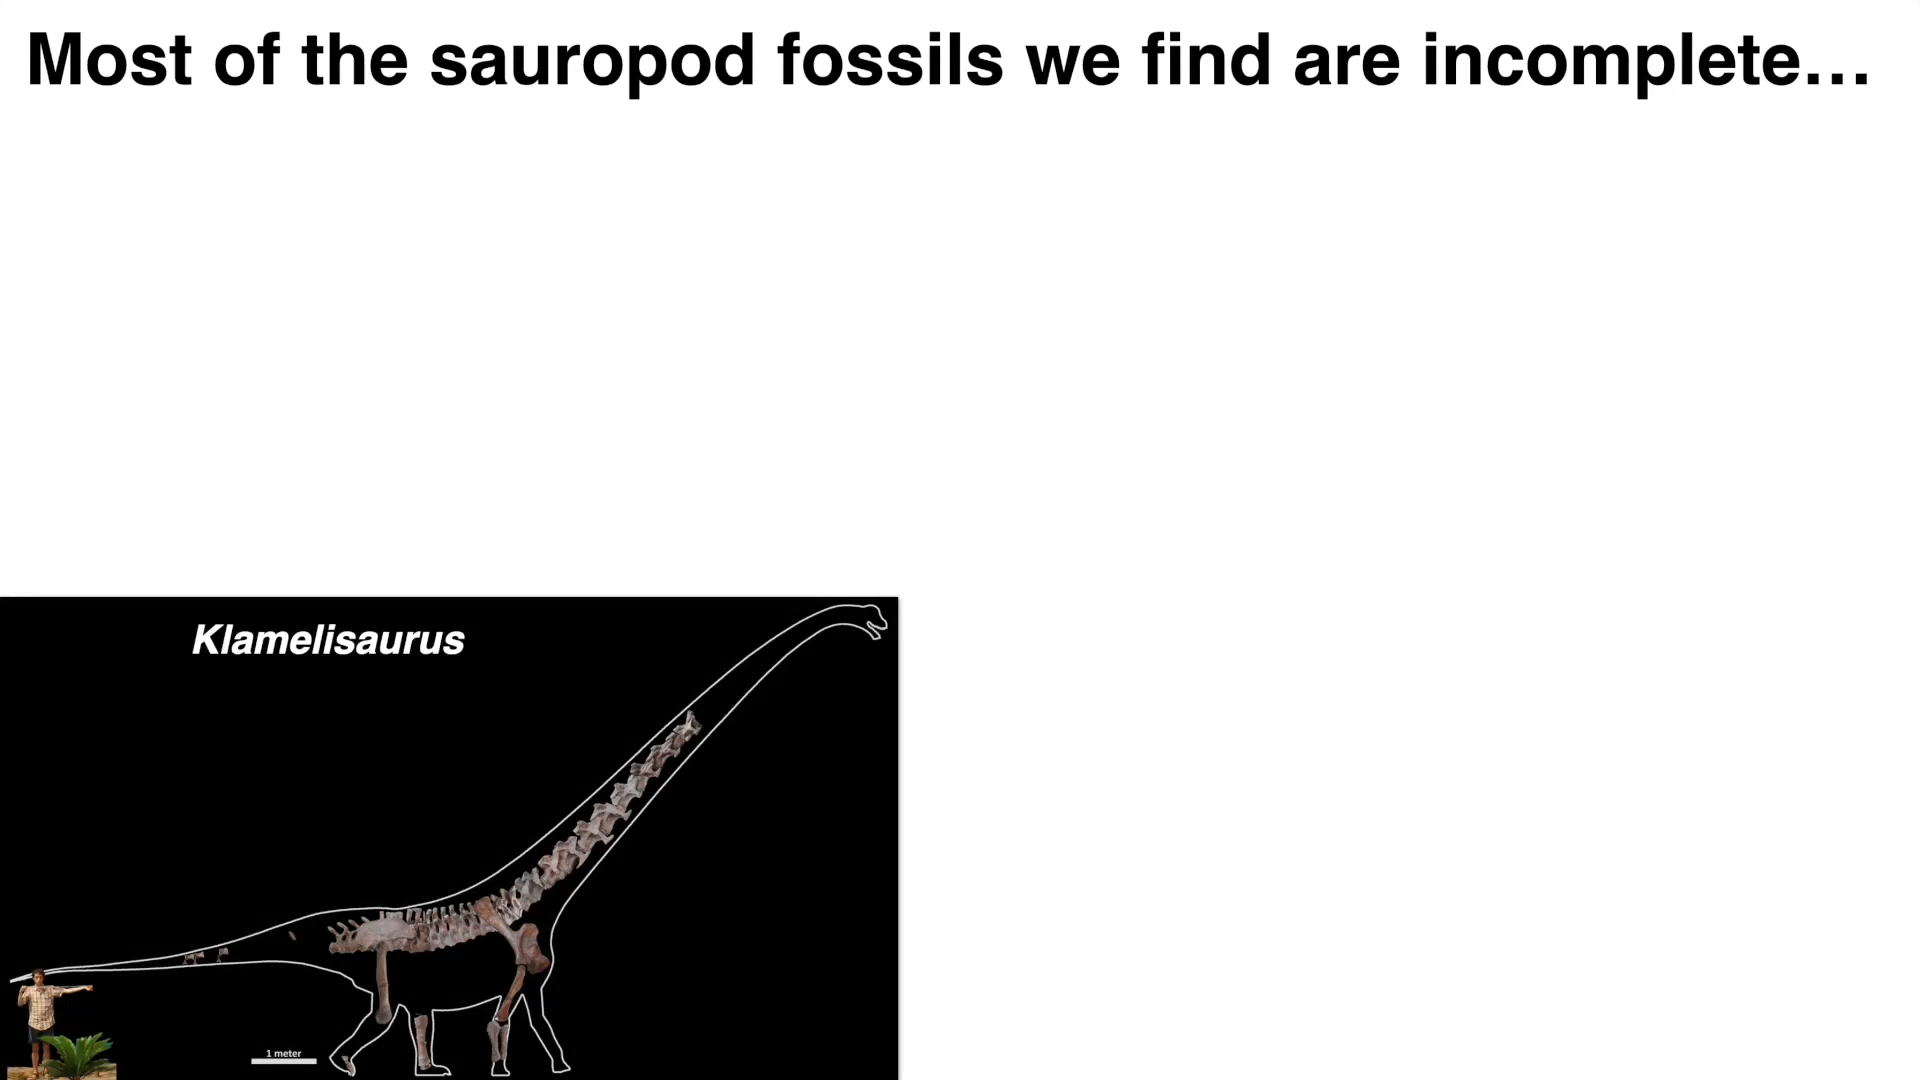 Most of the sauropod fossils we find are incomplete…
Klamelisaurus
1 meter